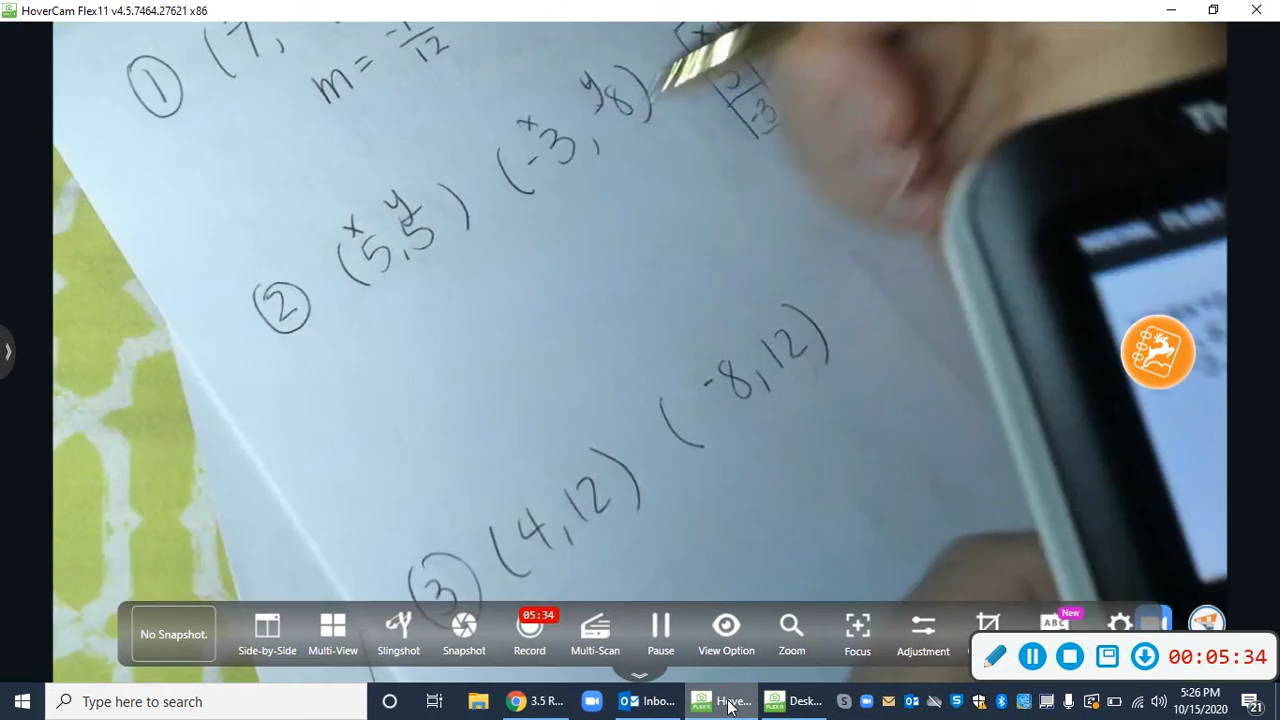 HoverCam Flex11 v4.5.7464.27621 x86
① (7,
m = -1/12
x y x y
② (5,5) (-3,-8)
-3
③ (4,12) (-8,12)
No Snapshot.
Side-by-Side
Multi-View
Slingshot
Snapshot
05:34
Record
Multi-Scan
Pause
View Option
Zoom
Focus
Adjustment
New
ABC
00:05:34
Type here to search
3.5 R...
Inbo...
Hove...
Desk...
5:26 PM
10/15/2020
21